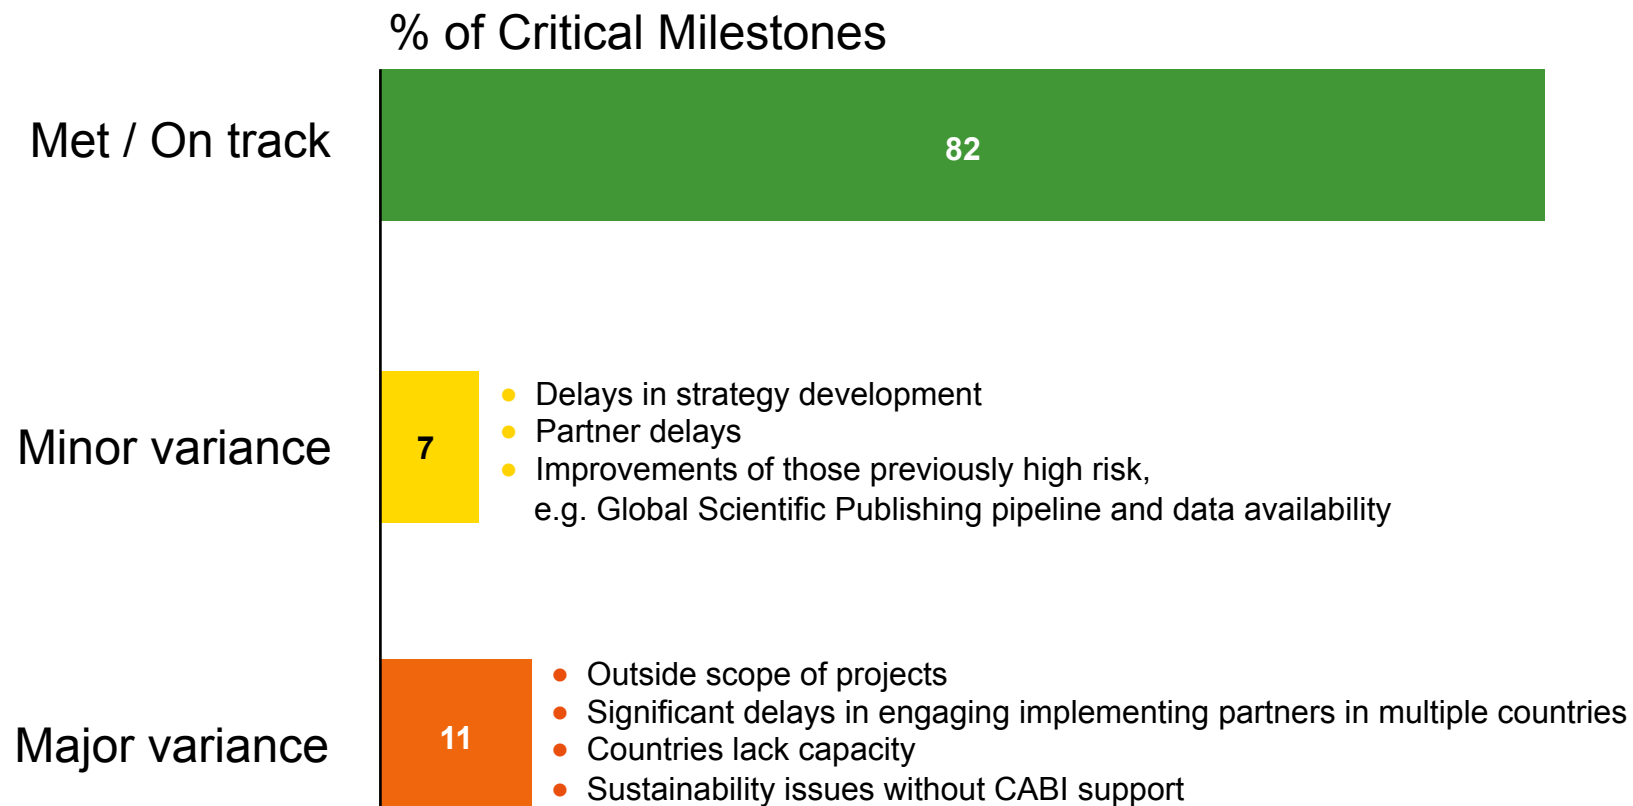 % of Critical Milestones
Met / On track
82
Minor variance
7
• Delays in strategy development
• Partner delays
• Improvements of those previously high risk,
e.g. Global Scientific Publishing pipeline and data availability
Major variance
11
• Outside scope of projects
• Significant delays in engaging implementing partners in multiple countries
• Countries lack capacity
• Sustainability issues without CABI support